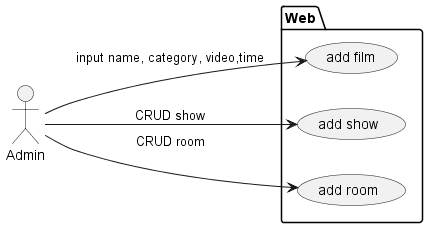 Web
input name, category, video,time
add film
CRUD show
add show
Admin
CRUD room
add room